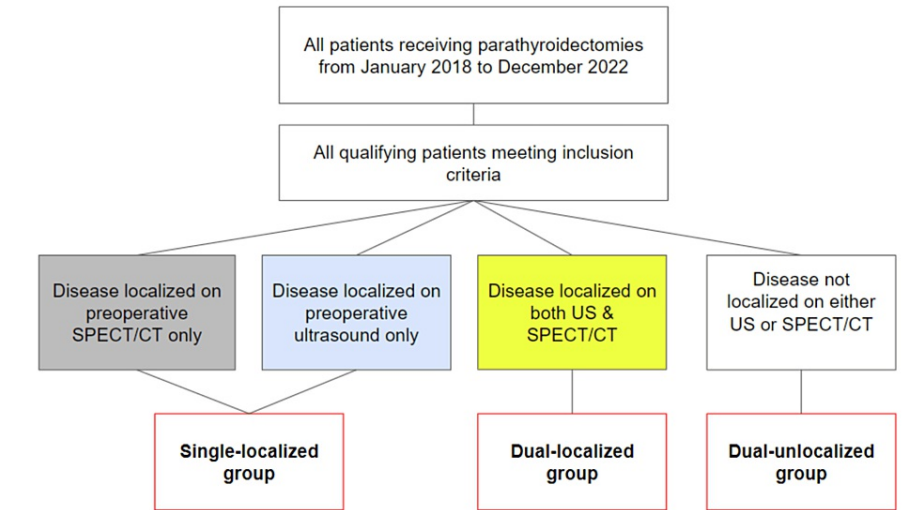 All patients receiving parathyroidectomies
from January 2018 to December 2022
All qualifying patients meeting inclusion
criteria
Disease localized on
preoperative
SPECT/CT only
Disease localized on
preoperative
ultrasound only
Disease localized on
both US &
SPECT/CT
Disease not
localized on either
US or SPECT/CT
Single-localized
group
Dual-localized
group
Dual-unlocalized
group